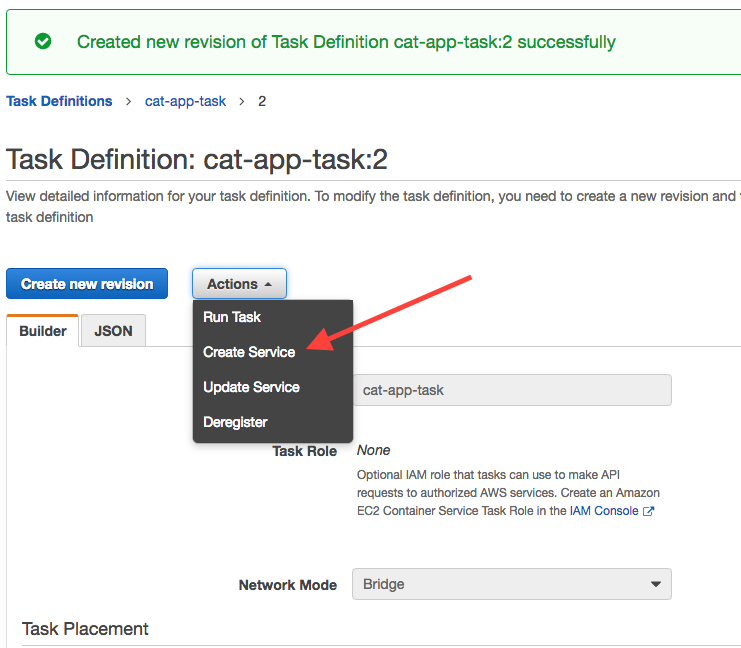 Created new revision of Task Definition cat-app-task:2 successfully
Task Definitions > cat-app-task > 2
Task Definition: cat-app-task:2
View detailed information for your task definition. To modify the task definition, you need to create a new revision and
task definition
Create new revision Actions
Run Task
Builder JSON
Create Service
Update Service
cat-app-task
Deregister
Task Role None
Optional IAM role that tasks can use to make API
requests to authorized AWS services. Create an Amazon
EC2 Container Service Task Role in the IAM Console
Network Mode Bridge
Task Placement